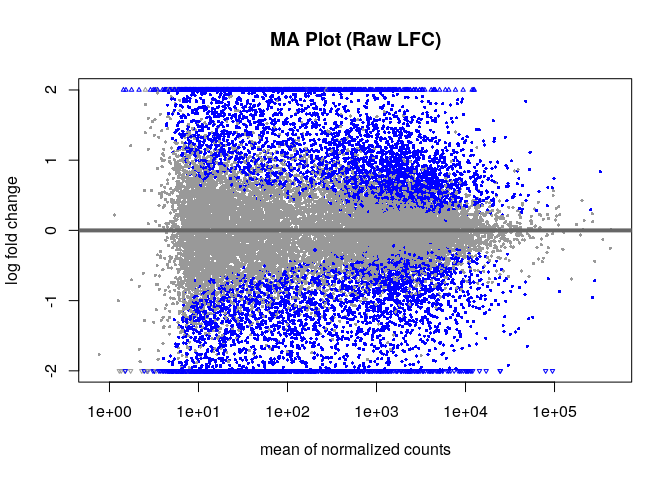 MA Plot (Raw LFC)
2
1
0
-1
-2
log fold change
1e+00 1e+01 1e+02 1e+03 1e+04 1e+05
mean of normalized counts